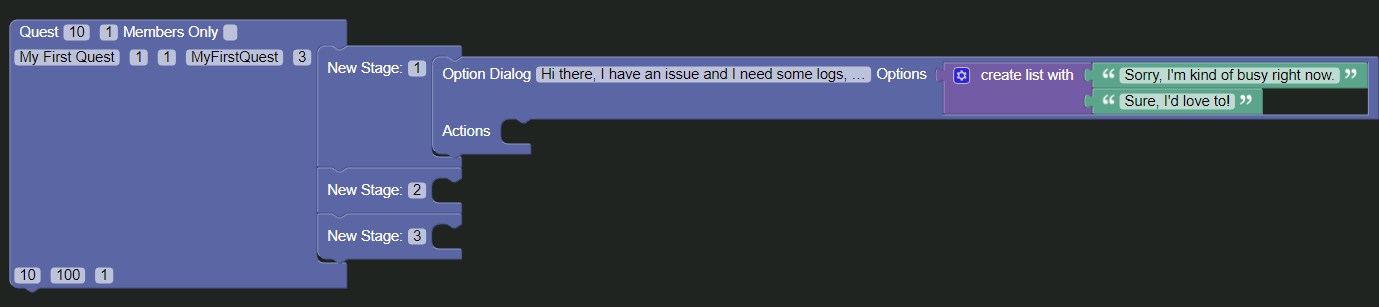 Quest 10 1 Members Only
My First Quest 1 1 MyFirstQuest 3
New Stage: 1
Option Dialog Hi there, I have an issue and I need some logs, ... Options
create list with “ Sorry, I'm kind of busy right now. ”
“ Sure, I'd love to! ”
Actions
New Stage: 2
New Stage: 3
10 100 1